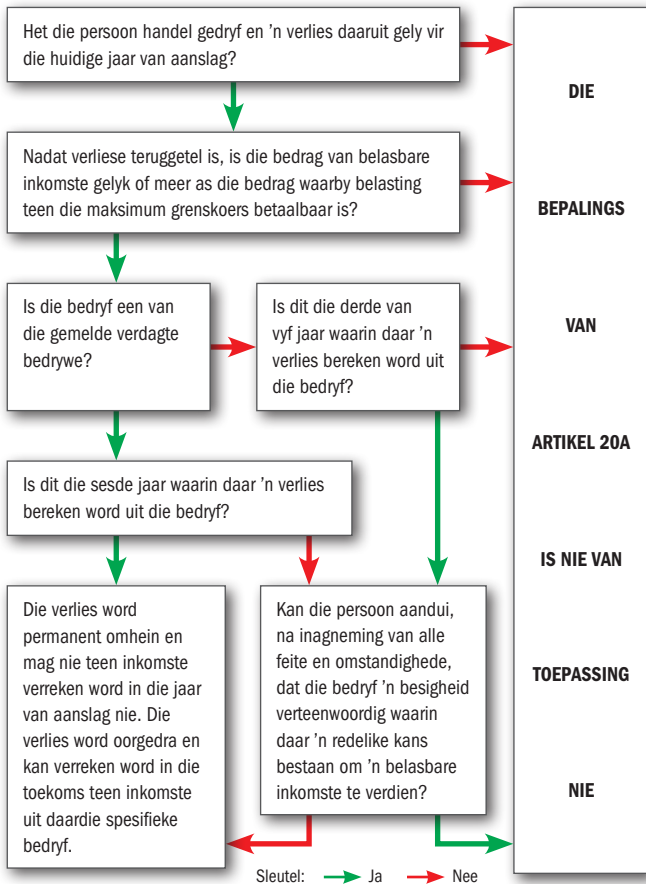 Het die persoon handel gedryf en 'n verlies daaruit gely vir
die huidige jaar van aanslag?
Nadat verliese teruggetel is, is die bedrag van belasbare
inkomste gelyk of meer as die bedrag waarby belasting
teen die maksimum grenskoers betaalbaar is?
Is die bedryf een van
die gemelde verdagte
bedrywe?
Is dit die derde van
vyf jaar waarin daar 'n
verlies bereken word uit
die bedryf?
Is dit die sesde jaar waarin daar 'n verlies
bereken word uit die bedryf?
Die verlies word
permanent omhein en
mag nie teen inkomste
verreken word in die jaar
van aanslag nie. Die
verlies word oorgedra en
kan verreken word in die
toekoms teen inkomste
uit daardie spesifieke
bedryf.
Kan die persoon aandui,
na inagneming van alle
feite en omstandighede,
dat die bedryf 'n besigheid
verteenwoordig waarin
daar 'n redelike kans
bestaan om 'n belasbare
inkomste te verdien?
DIE
BEPALINGS
VAN
ARTIKEL 20A
IS NIE VAN
TOEPASSING
NIE
Sleutel: Ja Nee